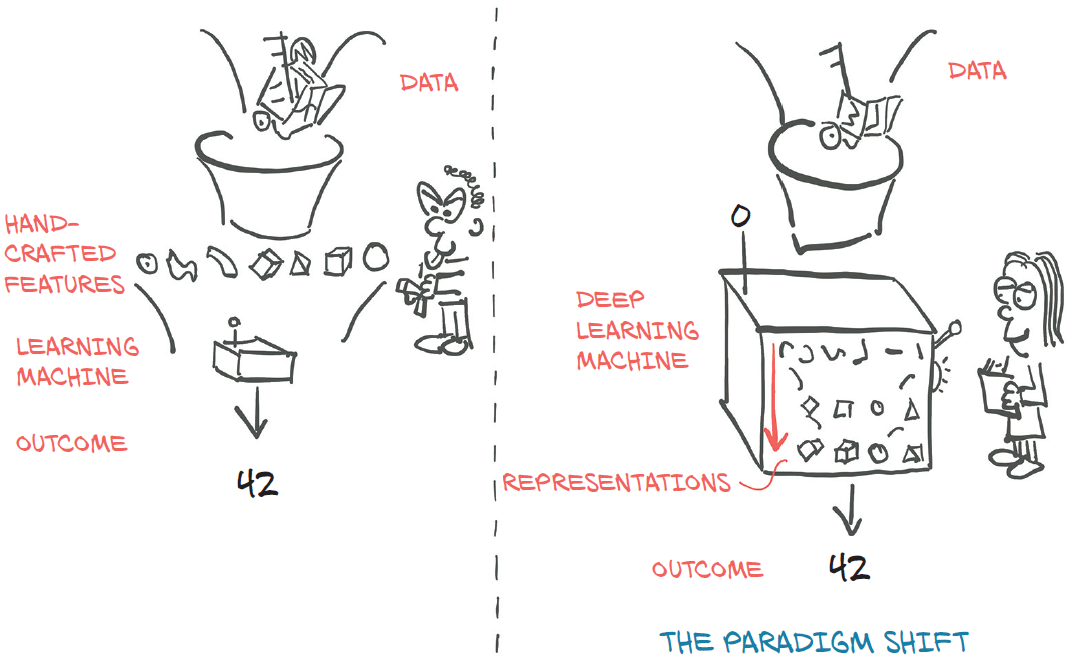 DATA
HAND-
CRAFTED
FEATURES
LEARNING
MACHINE
OUTCOME
42
DATA
DEEP
LEARNING
MACHINE
REPRESENTATIONS
OUTCOME
42
THE PARADIGM SHIFT